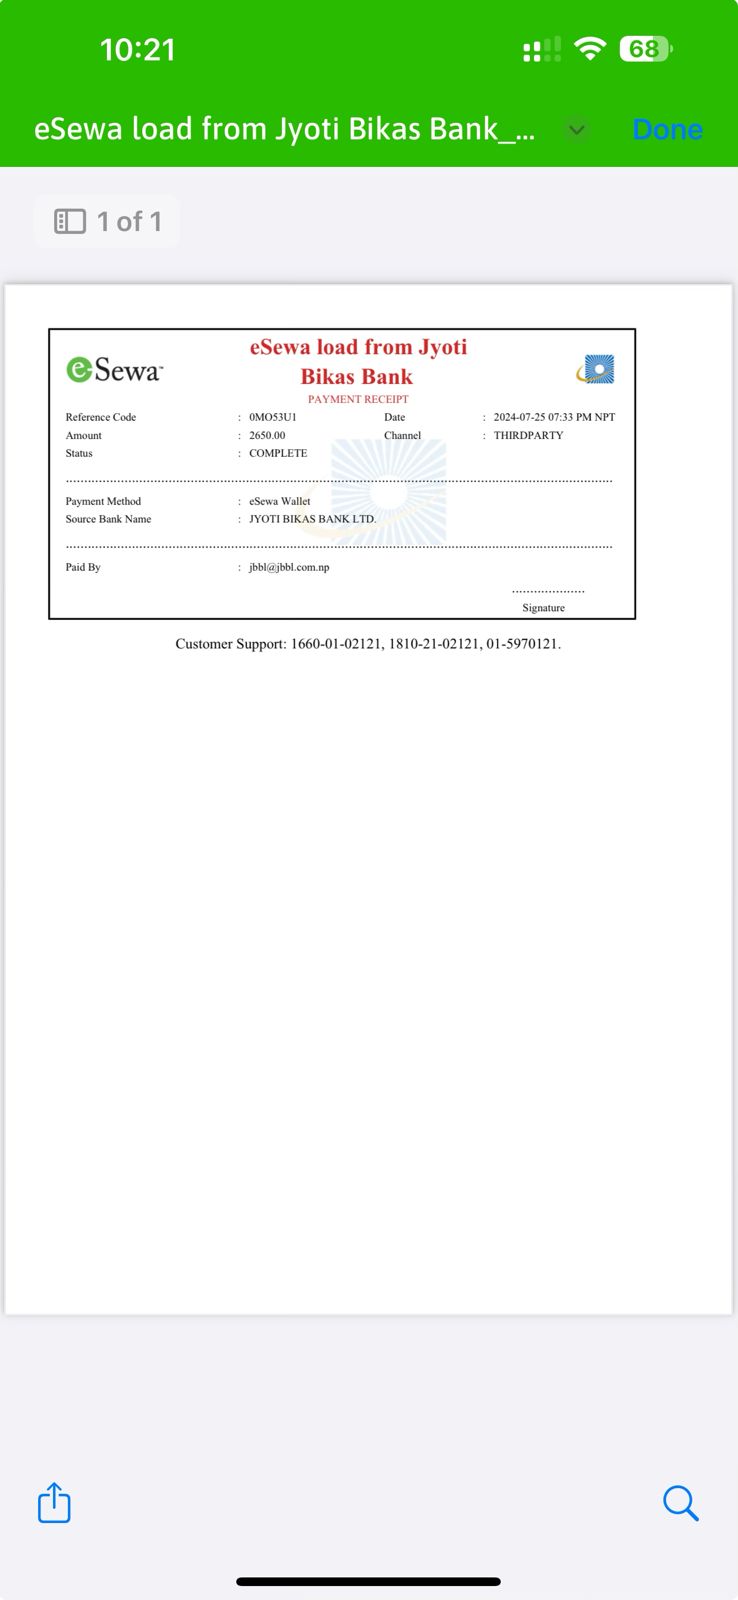 10:21
68
eSewa load from Jyoti Bikas Bank_...
Done
1 of 1
eSewa
eSewa load from Jyoti
Bikas Bank
PAYMENT RECEIPT
Reference Code : 0MO53U1 Date : 2024-07-25 07:33 PM NPT
Amount : 2650.00 Channel : THIRDPARTY
Status : COMPLETE
Payment Method : eSewa Wallet
Source Bank Name : JYOTI BIKAS BANK LTD.
Paid By : jbbl@jbbl.com.np
Signature
Customer Support: 1660-01-02121, 1810-21-02121, 01-5970121.